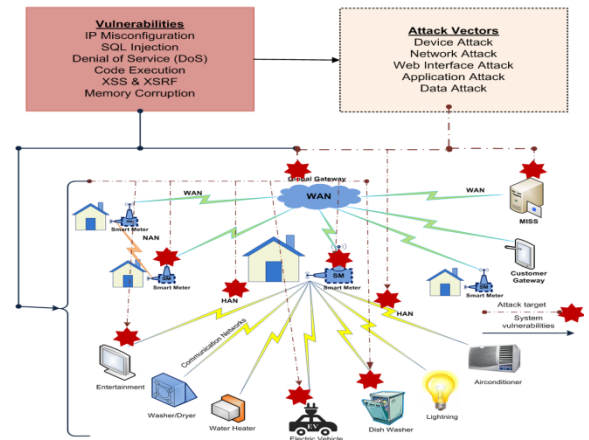 Vulnerabilities
IP Misconfiguration
SQL Injection
Denial of Service (DoS)
Code Execution
XSS & XSRF
Memory Corruption
Attack Vectors
Device Attack
Network Attack
Web Interface Attack
Application Attack
Data Attack
Global Gateway
WAN
WAN
WAN
MISS
Smart Meter
NAN
Customer
Gateway
SM
Smart Meter
SM
Smart Meter
SM
Smart Meter
HAN
HAN
Attack target
System
vulnerabilities
Communication Networks
Entertainment
Washer/Dryer
Water Heater
EV
Electric Vehicle
Dish Washer
Lightning
Airconditioner